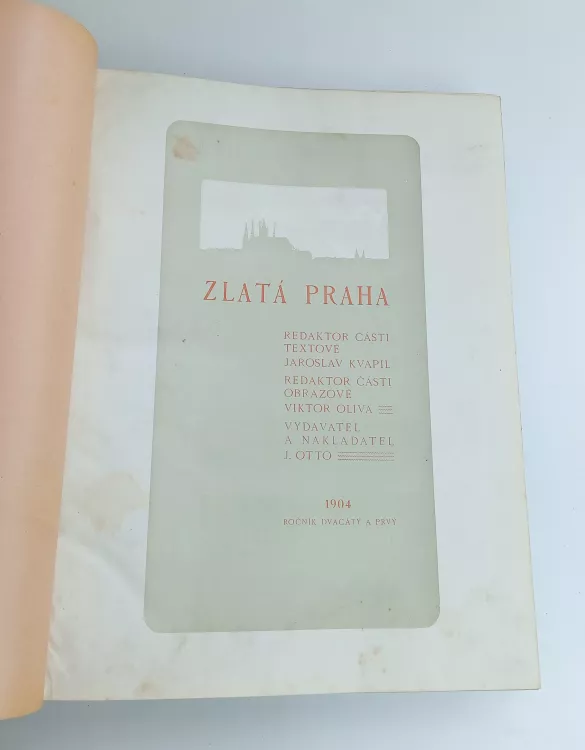 ZLATÁ PRAHA
REDAKTOR ČÁSTI
TEXTOVÉ
JAROSLAV KVAPIL
REDAKTOR ČÁSTI
OBRAZOVÉ
VIKTOR OLIVA
VYDAVATEL
A NAKLADATEL
J. OTTO
1904
ROČNÍK DVACÁTÝ A PRVÝ